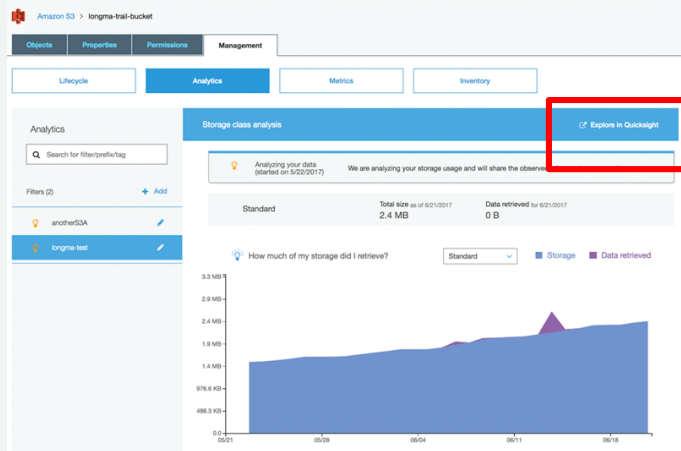 Amazon S3 > longma-trail-bucket
Objects Properties Permissions Management
Lifecycle Analytics Metrics Inventory
Analytics
Search for filter/prefix/tag
Filters (2) + Add
anotherS3A
longma-test
Storage class analysis Explore in Quicksight
Analyzing your data
(started on 5/22/2017)
We are analyzing your storage usage and will share the observed
Standard
Total size as of 6/21/2017
2.4 MB
Data retrieved for 6/21/2017
0 B
How much of my storage did I retrieve? Standard Storage Data retrieved
3.3 MB
2.9 MB
2.4 MB
1.9 MB
1.4 MB
976.6 KB
488.3 KB
0.0
05/21 05/28 06/04 06/11 06/18